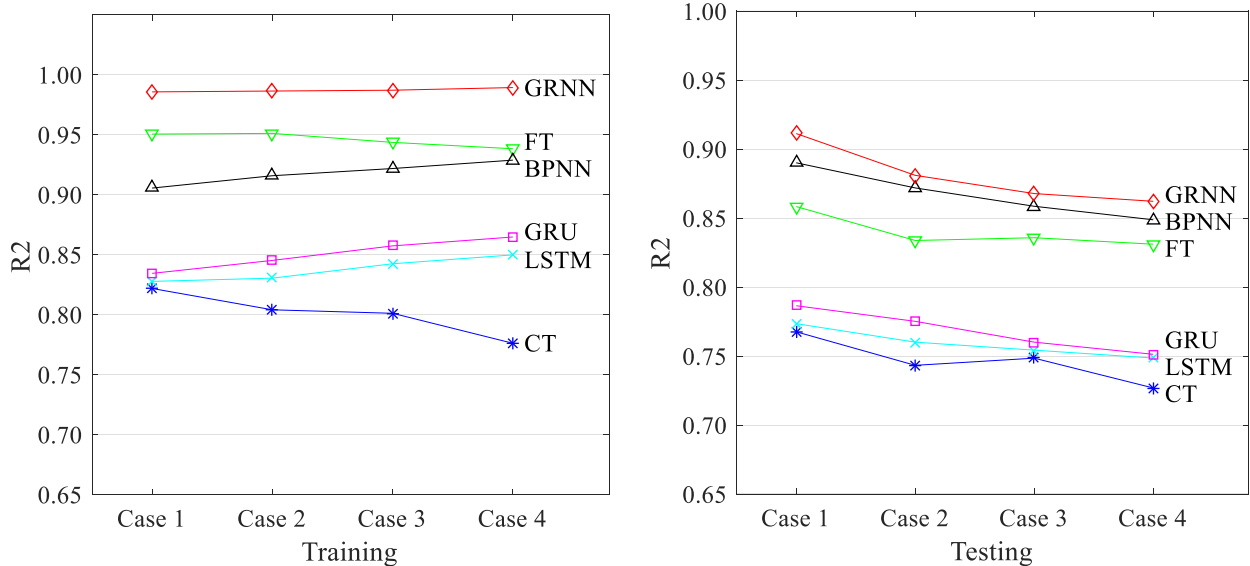 R2
1.00
0.95
0.90
0.85
0.80
0.75
0.70
0.65
GRNN
FT
BPNN
GRU
LSTM
CT
Case 1 Case 2 Case 3 Case 4
Training
R2
1.00
0.95
0.90
0.85
0.80
0.75
0.70
0.65
GRNN
BPNN
FT
GRU
LSTM
CT
Case 1 Case 2 Case 3 Case 4
Testing